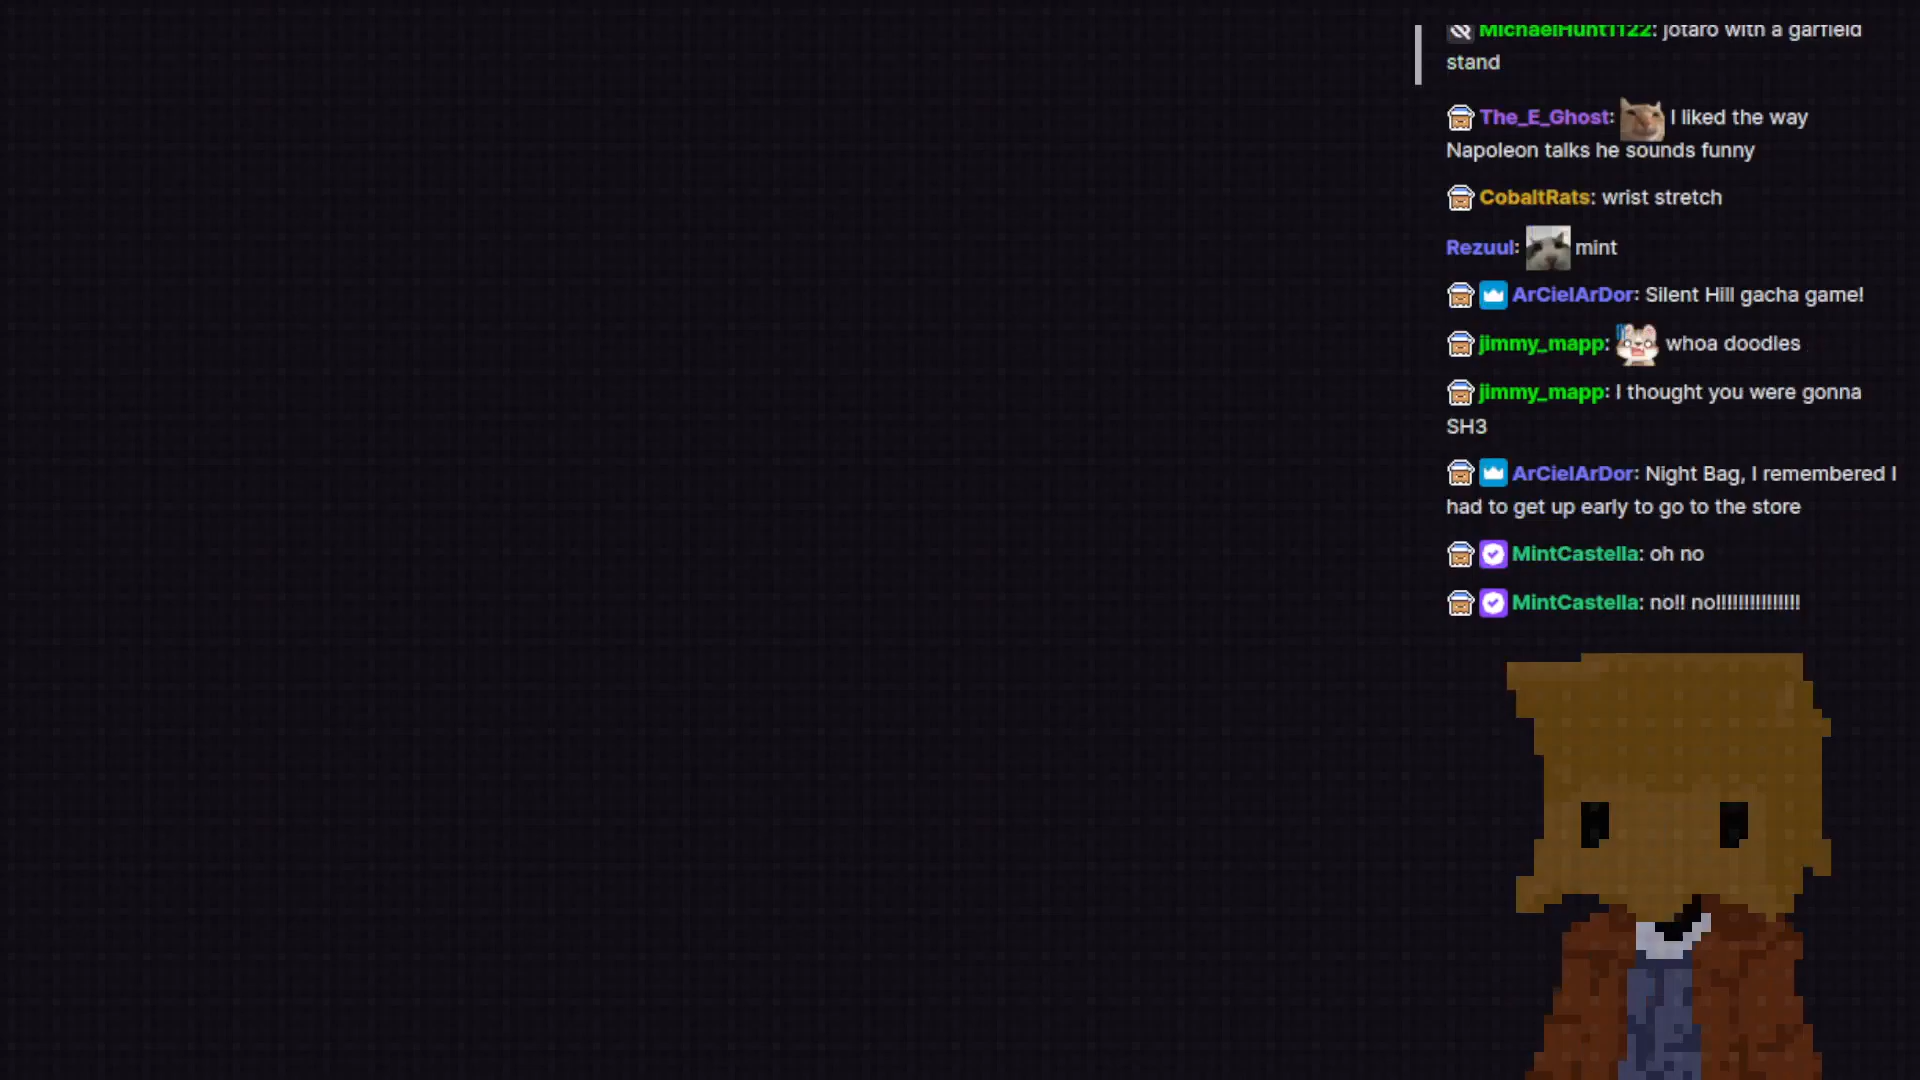 MichaelHunt1122: jotaro with a garfield
stand
The_E_Ghost: I liked the way
Napoleon talks he sounds funny
CobaltRats: wrist stretch
Rezuul: mint
ArCielArDor: Silent Hill gacha game!
jimmy_mapp: whoa doodles
jimmy_mapp: I thought you were gonna
SH3
ArCielArDor: Night Bag, I remembered I
had to get up early to go to the store
MintCastella: oh no
MintCastella: no!! no!!!!!!!!!!!!!!!